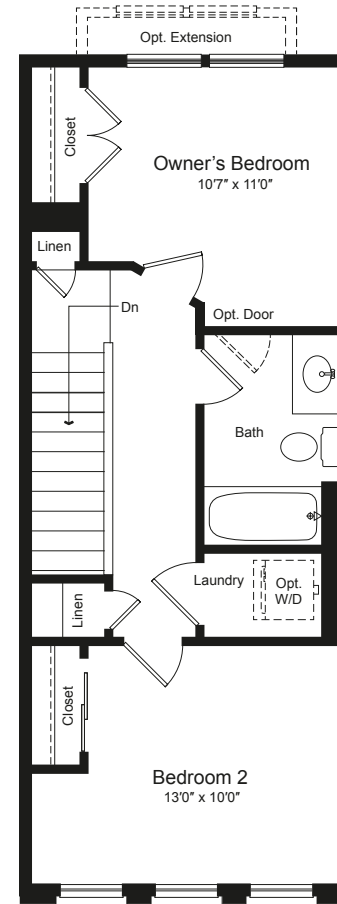 Opt. Extension
Closet
Owner's Bedroom
10'7" x 11'0"
Linen
Dn
Opt. Door
Bath
Laundry
Opt.
W/D
Linen
Closet
Bedroom 2
13'0" x 10'0"